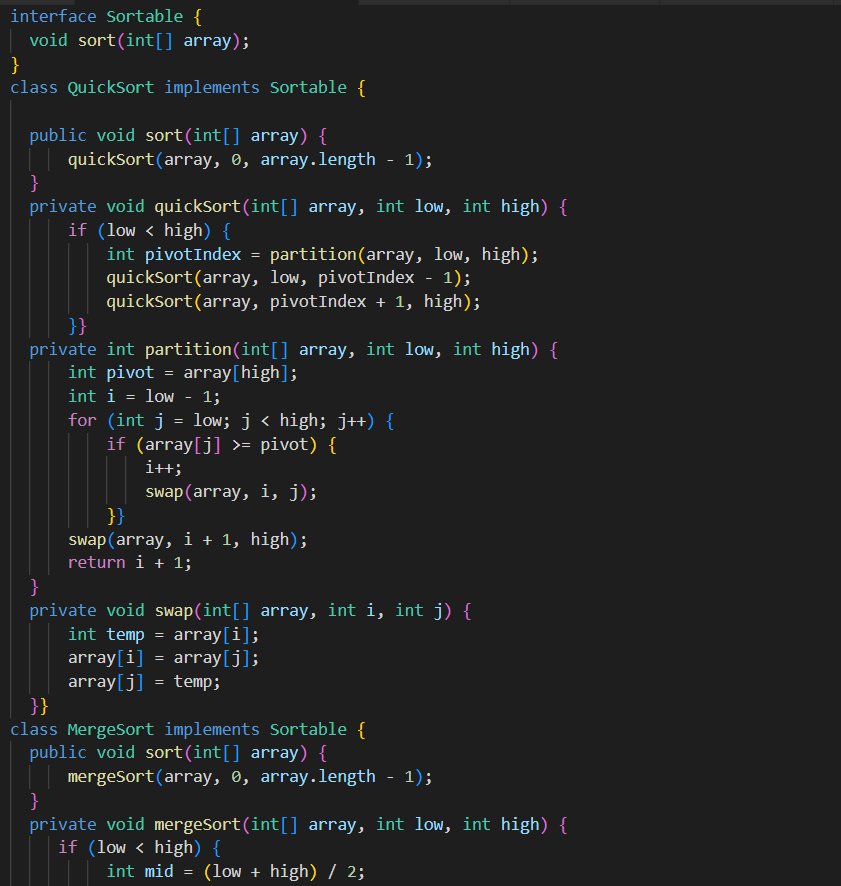 interface Sortable {
  void sort(int[] array);
}
class QuickSort implements Sortable {

  public void sort(int[] array) {
      quickSort(array, 0, array.length - 1);
  }
  private void quickSort(int[] array, int low, int high) {
      if (low < high) {
          int pivotIndex = partition(array, low, high);
          quickSort(array, low, pivotIndex - 1);
          quickSort(array, pivotIndex + 1, high);
      }}
  private int partition(int[] array, int low, int high) {
      int pivot = array[high];
      int i = low - 1;
      for (int j = low; j < high; j++) {
          if (array[j] >= pivot) {
              i++;
              swap(array, i, j);
          }}
      swap(array, i + 1, high);
      return i + 1;
  }
  private void swap(int[] array, int i, int j) {
      int temp = array[i];
      array[i] = array[j];
      array[j] = temp;
  }}
class MergeSort implements Sortable {
  public void sort(int[] array) {
      mergeSort(array, 0, array.length - 1);
  }
  private void mergeSort(int[] array, int low, int high) {
     if (low < high) {
          int mid = (low + high) / 2;